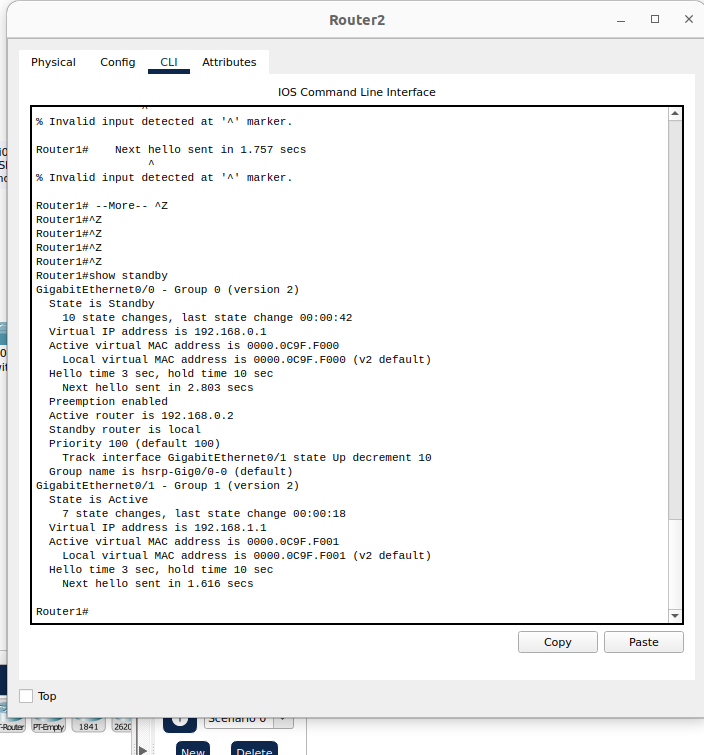 Router2
Physical Config CLI Attributes
IOS Command Line Interface
^
% Invalid input detected at '^' marker.
Router1#    Next hello sent in 1.757 secs
^
% Invalid input detected at '^' marker.
Router1# --More-- ^Z
Router1#^Z
Router1#^Z
Router1#^Z
Router1#^Z
Router1#show standby
GigabitEthernet0/0 - Group 0 (version 2)
  State is Standby
    10 state changes, last state change 00:00:42
  Virtual IP address is 192.168.0.1
  Active virtual MAC address is 0000.0C9F.F000
    Local virtual MAC address is 0000.0C9F.F000 (v2 default)
  Hello time 3 sec, hold time 10 sec
    Next hello sent in 2.803 secs
  Preemption enabled
  Active router is 192.168.0.2
  Standby router is local
  Priority 100 (default 100)
    Track interface GigabitEthernet0/1 state Up decrement 10
  Group name is hsrp-Gig0/0-0 (default)
GigabitEthernet0/1 - Group 1 (version 2)
  State is Active
    7 state changes, last state change 00:00:18
  Virtual IP address is 192.168.1.1
  Active virtual MAC address is 0000.0C9F.F001
    Local virtual MAC address is 0000.0C9F.F001 (v2 default)
  Hello time 3 sec, hold time 10 sec
    Next hello sent in 1.616 secs
Router1#
Copy Paste
Top
-Router PT-Empty 1841 2620
Scenario 0
New Delete